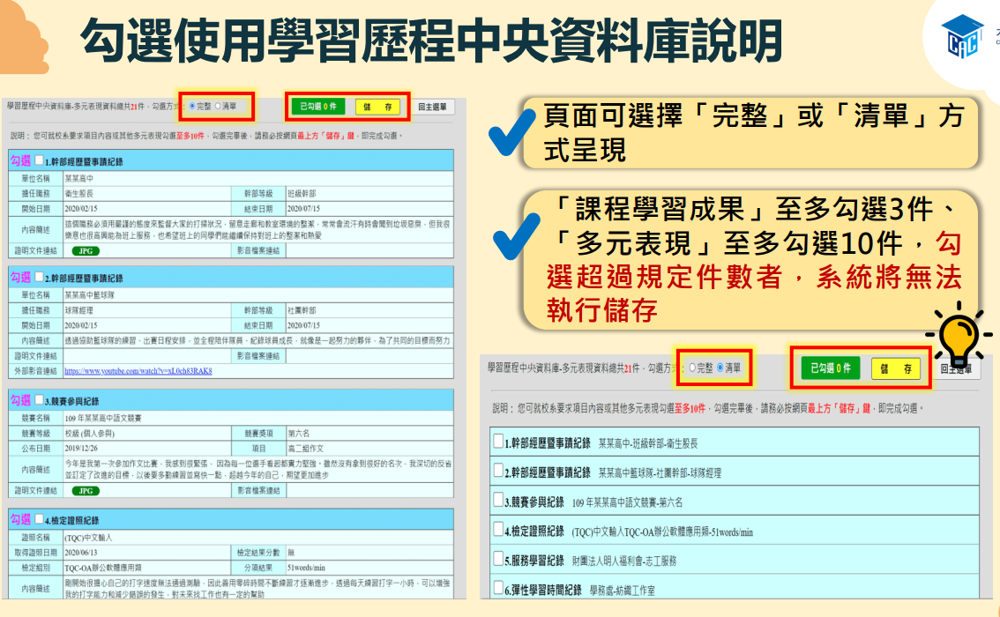 勾選使用學習歷程中央資料庫說明
CAC
學習歷程中央資料庫-多元表現資料總共21件，勾選方式：完整 清單
已勾選 0 件
儲 存
回主選單
說明： 您可就校系要求項目內容或其他多元表現勾選至多10件，勾選完畢後，請務必按網頁最上方「儲存」鍵，即完成勾選。
勾選 1.幹部經歷暨事蹟紀錄
單位名稱 某某高中
擔任職務 衛生股長 幹部等級 班級幹部
開始日期 2020/02/15 結束日期 2020/07/15
內容簡述 這個職務必須用嚴謹的態度來監督大家的打掃狀況，留意走廊和教室環境的整潔，常常會流汗有時會聞到垃圾惡臭，但我很
樂意也很高興能為班上服務，也希望班上的同學們能繼續保持對班上的整潔和熱愛
證明文件連結 JPG 影音檔案連結
勾選 2.幹部經歷暨事蹟紀錄
單位名稱 某某高中籃球隊
擔任職務 球隊經理 幹部等級 社團幹部
開始日期 2020/02/15 結束日期 2020/07/15
內容簡述 透過協助籃球隊的練習、出賽日程安排，並全程陪伴隊員、紀錄球員成長，就像是一起努力的夥伴，為了共同的目標而努力
證明文件連結 影音檔案連結
外部影音連結 https://www.youtube.com/watch?v=xL0ch83RAK8
勾選 3.競賽參與紀錄
競賽名稱 109 年某某高中語文競賽
競賽等級 校級 (個人參與) 競賽獎項 第六名
公布日期 2019/12/26 項目 高二組作文
內容簡述 今年是我第一次參加作文比賽，我感到很緊張，因為每一位選手看起都實力堅強。雖然沒有拿到很好的名次，我深切的反省
並訂定了改進的目標，以後要多動練習並寫快一點，超越今年的自己，期望更加進步
證明文件連結 JPG 影音檔案連結
勾選 4.檢定證照紀錄
證照名稱 (TQC)中文輸入
取得證照日期 2020/06/13 檢定結果分數 無
檢定組別 TQC-OA辦公軟體應用類 分項結果 51words/min
內容簡述 剛開始很擔心自己的打字速度無法通過測驗，因此善用零碎時間不斷練習才逐漸進步，透過每天練習打字一小時，可以增強
我的打字能力和減少錯誤的發生，對未來找工作也有一定的幫助
頁面可選擇「完整」或「清單」方
式呈現
「課程學習成果」至多勾選3件、
「多元表現」至多勾選10件，勾
選超過規定件數者，系統將無法
執行儲存
學習歷程中央資料庫-多元表現資料總共21件，勾選方式：完整 清單
已勾選 0 件
儲 存
回主選單
說明： 您可就校系要求項目內容或其他多元表現勾選至多10件，勾選完畢後，請務必按網頁最上方「儲存」鍵，即完成勾選。
1.幹部經歷暨事蹟紀錄 某某高中-班級幹部-衛生股長
2.幹部經歷暨事蹟紀錄 某某高中籃球隊-社團幹部-球隊經理
3.競賽參與紀錄 109 年某某高中語文競賽-第六名
4.檢定證照紀錄 (TQC)中文輸入TQC-OA辦公軟體應用類-51words/min
5.服務學習紀錄 財團法人明人福利會-志工服務
6.彈性學習時間紀錄 學務處-紡織工作室